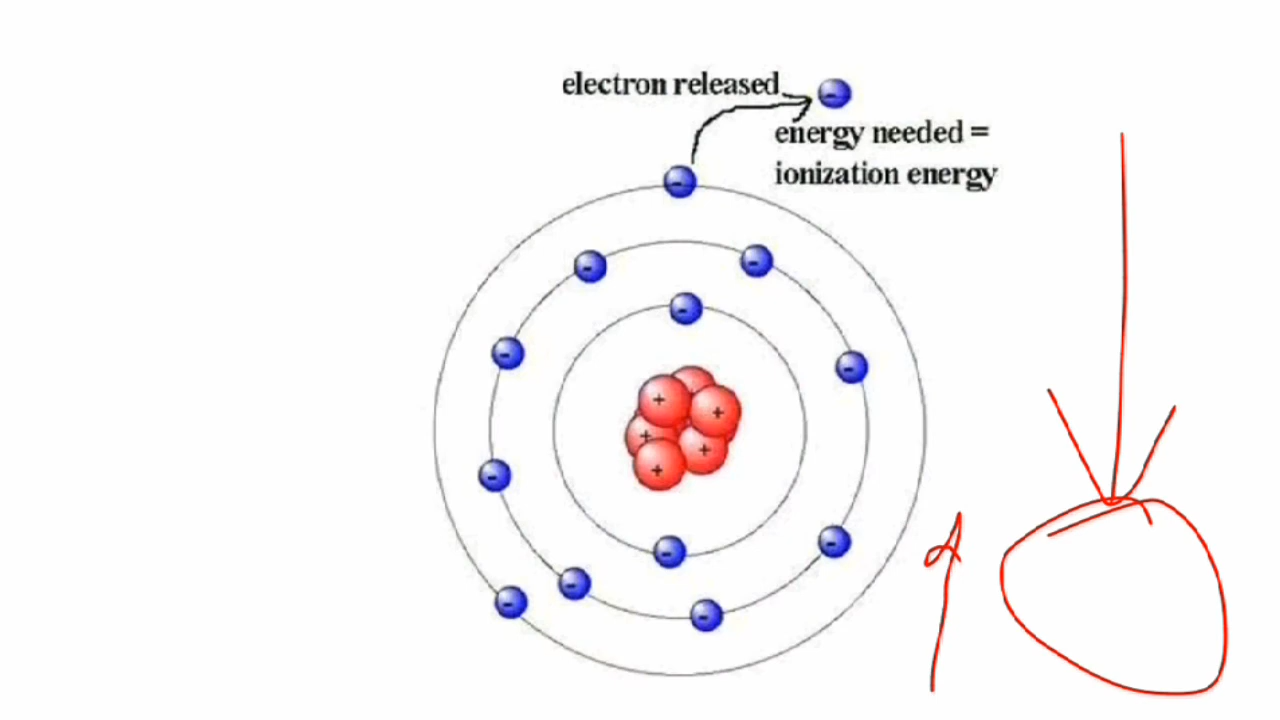 electron released
energy needed =
ionization energy